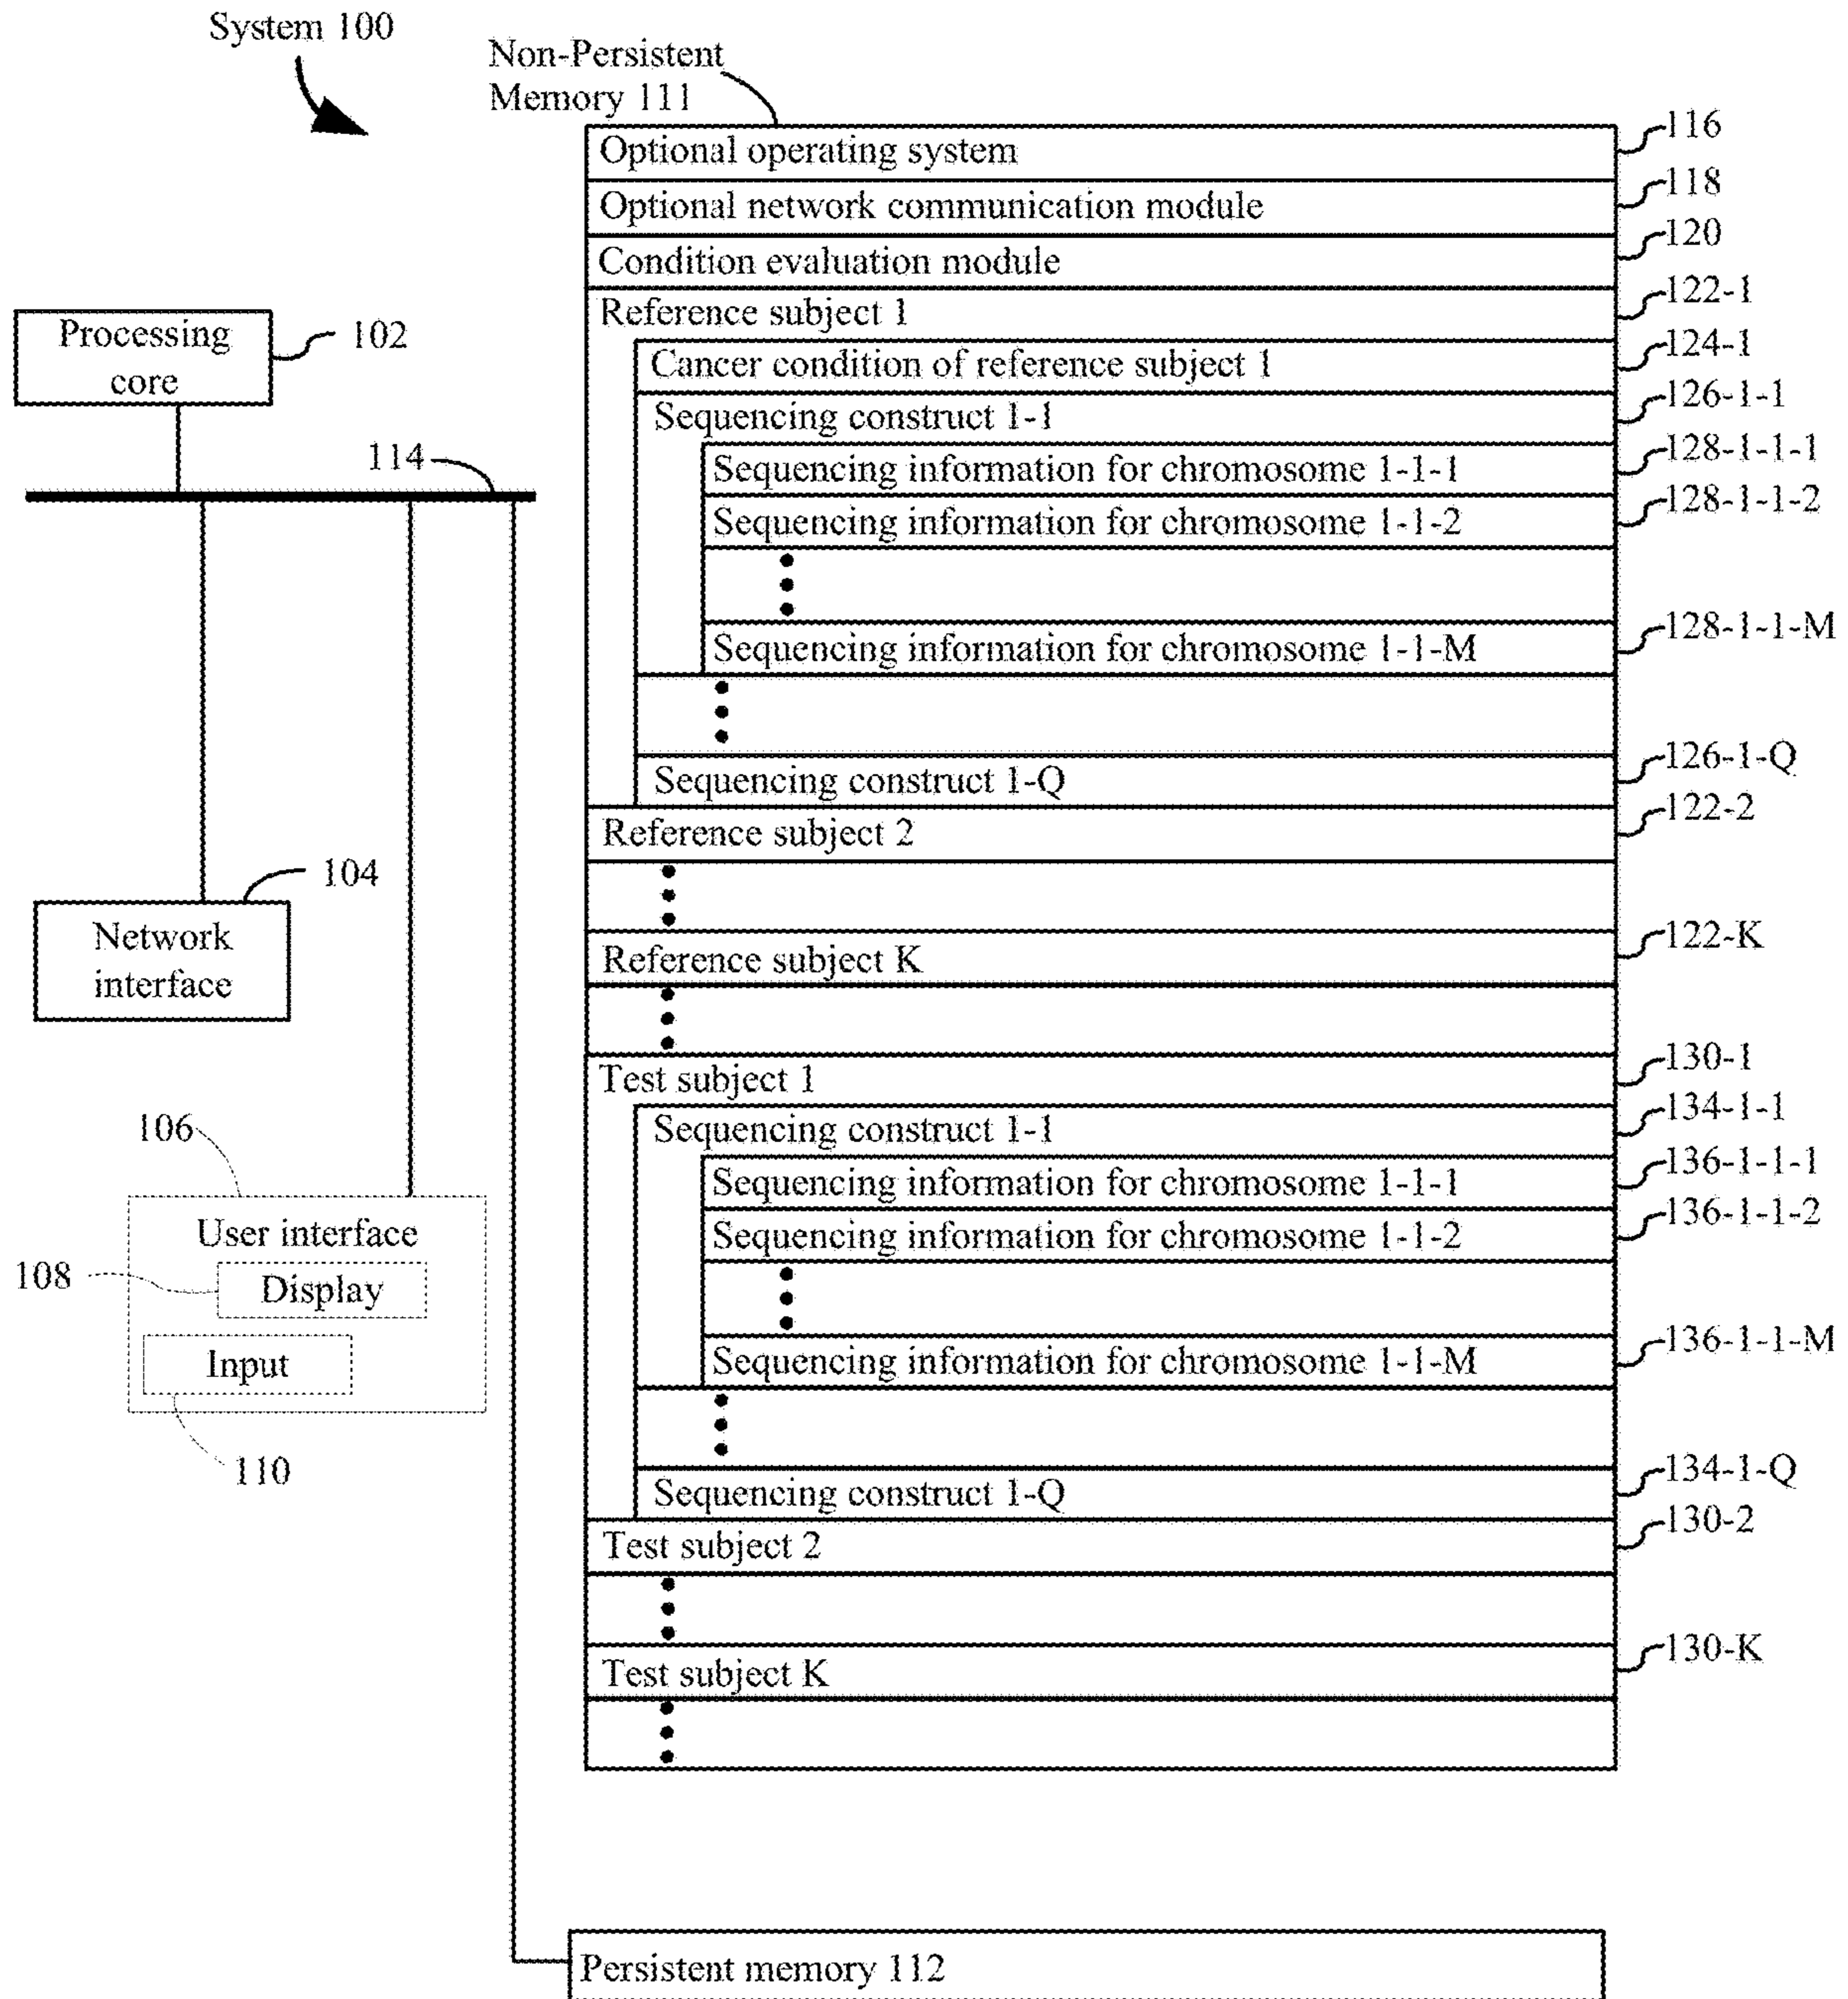 System 100
Non-Persistent
Memory 111
Optional operating system
116
Optional network communication module
118
Condition evaluation module
120
Reference subject 1
122-1
Cancer condition of reference subject 1
124-1
Sequencing construct 1-1
126-1-1
Sequencing information for chromosome 1-1-1
128-1-1-1
Sequencing information for chromosome 1-1-2
128-1-1-2
Sequencing information for chromosome 1-1-M
128-1-1-M
Sequencing construct 1-Q
126-1-Q
Reference subject 2
122-2
Reference subject K
122-K
Test subject 1
130-1
Sequencing construct 1-1
134-1-1
Sequencing information for chromosome 1-1-1
136-1-1-1
Sequencing information for chromosome 1-1-2
136-1-1-2
Sequencing information for chromosome 1-1-M
136-1-1-M
Sequencing construct 1-Q
134-1-Q
Test subject 2
130-2
Test subject K
130-K
Processing
core
102
114
104
Network
interface
106
User interface
108
Display
Input
110
Persistent memory 112